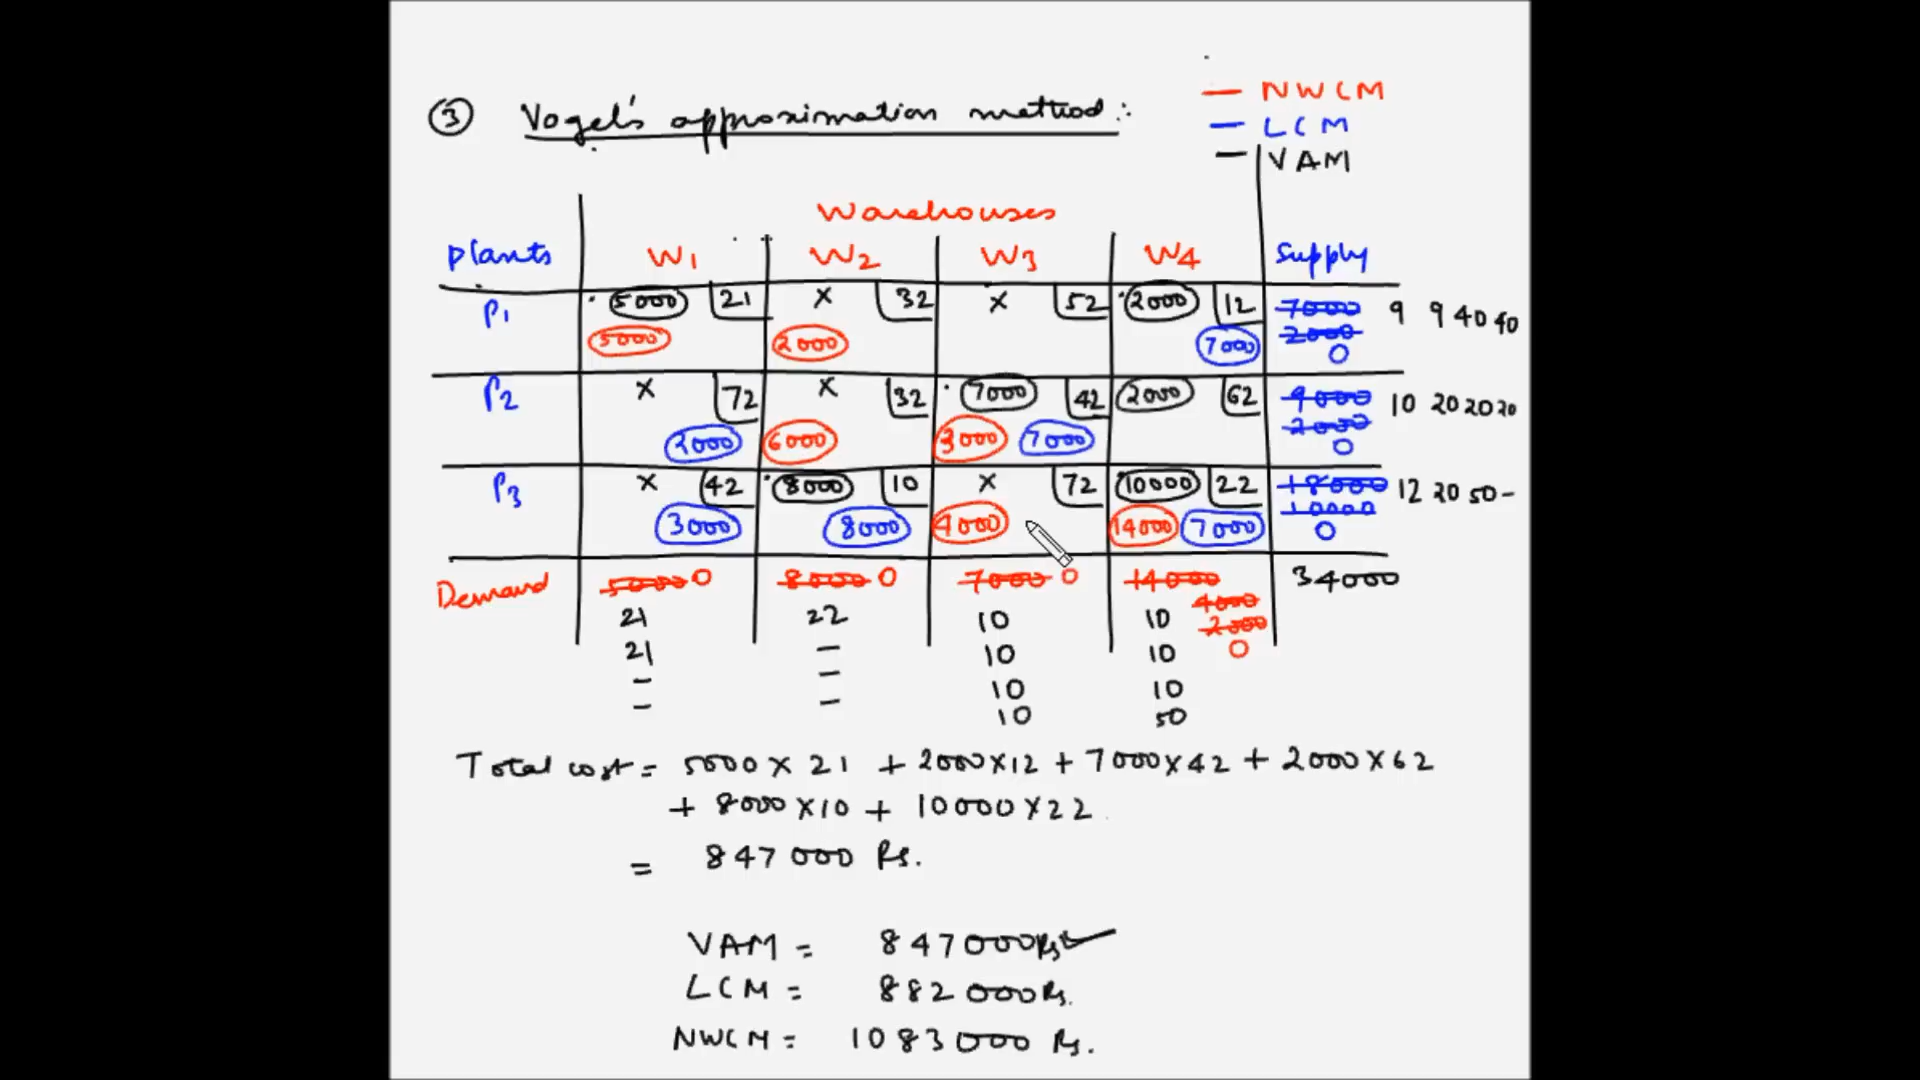 ③ Vogel's approximation method:
— NWCM
— LCM
— VAM
Warehouses
Plants W1 W2 W3 W4 Supply
P1 5000 21 x 32 x 52 2000 12 7000 9 9 40 40
5000 2000 7000 2000
0
P2 x 72 x 32 7000 42 2000 62 9000 10 20 20 20
2000 6000 3000 7000 2000
0
P3 x 42 8000 10 x 72 10000 22 18000 12 20 50 -
3000 8000 4000 14000 7000 10000
0
Demand 5000 0 8000 0 7000 0 14000 34000
4000
21 22 10 10 2000
21 - 10 10 0
- - 10 10
- - 10 50
Total cost = 5000 x 21 + 2000 x 12 + 7000 x 42 + 2000 x 62
+ 8000 x 10 + 10000 x 22
= 847000 Rs.
VAM = 847000 Rs
LCM = 882000 Rs.
NWCM = 1083000 Rs.